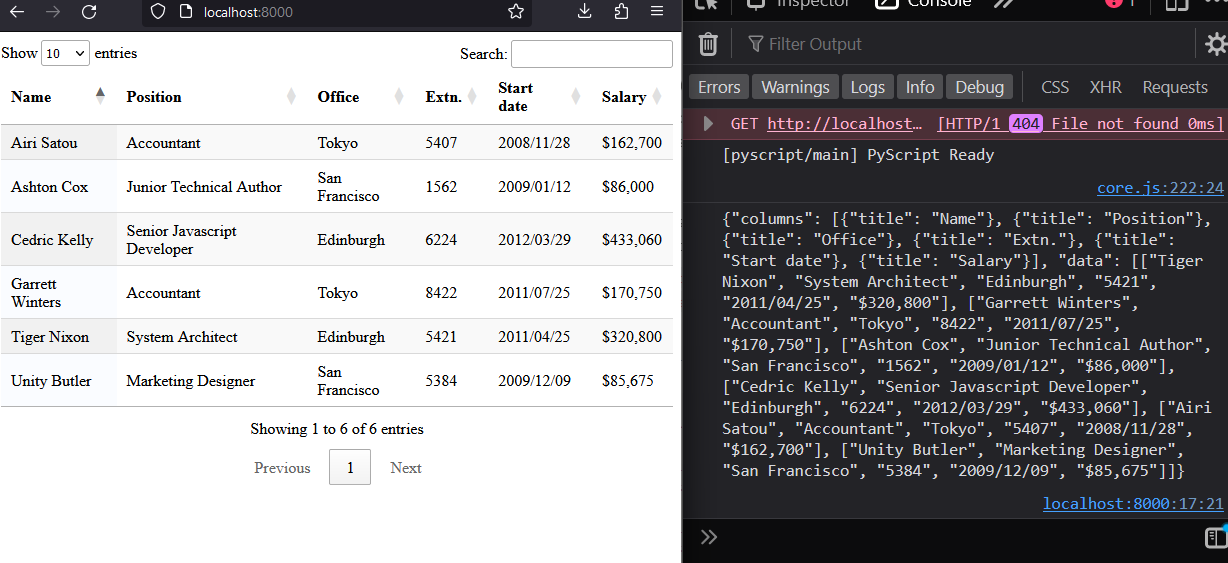 localhost:8000
Show 10 entries
Search:
Name Position Office Extn. Start date Salary
Airi Satou Accountant Tokyo 5407 2008/11/28 $162,700
Ashton Cox Junior Technical Author San Francisco 1562 2009/01/12 $86,000
Cedric Kelly Senior Javascript Developer Edinburgh 6224 2012/03/29 $433,060
Garrett Winters Accountant Tokyo 8422 2011/07/25 $170,750
Tiger Nixon System Architect Edinburgh 5421 2011/04/25 $320,800
Unity Butler Marketing Designer San Francisco 5384 2009/12/09 $85,675
Showing 1 to 6 of 6 entries
Previous 1 Next
Inspector Console 1
Filter Output
Errors Warnings Logs Info Debug CSS XHR Requests
GET http://localhost… [HTTP/1 404 File not found 0ms]
[pyscript/main] PyScript Ready
core.js:222:24
{"columns": [{"title": "Name"}, {"title": "Position"},
{"title": "Office"}, {"title": "Extn."}, {"title":
"Start date"}, {"title": "Salary"}], "data": [["Tiger
Nixon", "System Architect", "Edinburgh", "5421",
"2011/04/25", "$320,800"], ["Garrett Winters",
"Accountant", "Tokyo", "8422", "2011/07/25",
"$170,750"], ["Ashton Cox", "Junior Technical Author",
"San Francisco", "1562", "2009/01/12", "$86,000"],
["Cedric Kelly", "Senior Javascript Developer",
"Edinburgh", "6224", "2012/03/29", "$433,060"], ["Airi
Satou", "Accountant", "Tokyo", "5407", "2008/11/28",
"$162,700"], ["Unity Butler", "Marketing Designer",
"San Francisco", "5384", "2009/12/09", "$85,675"]]}
localhost:8000:17:21